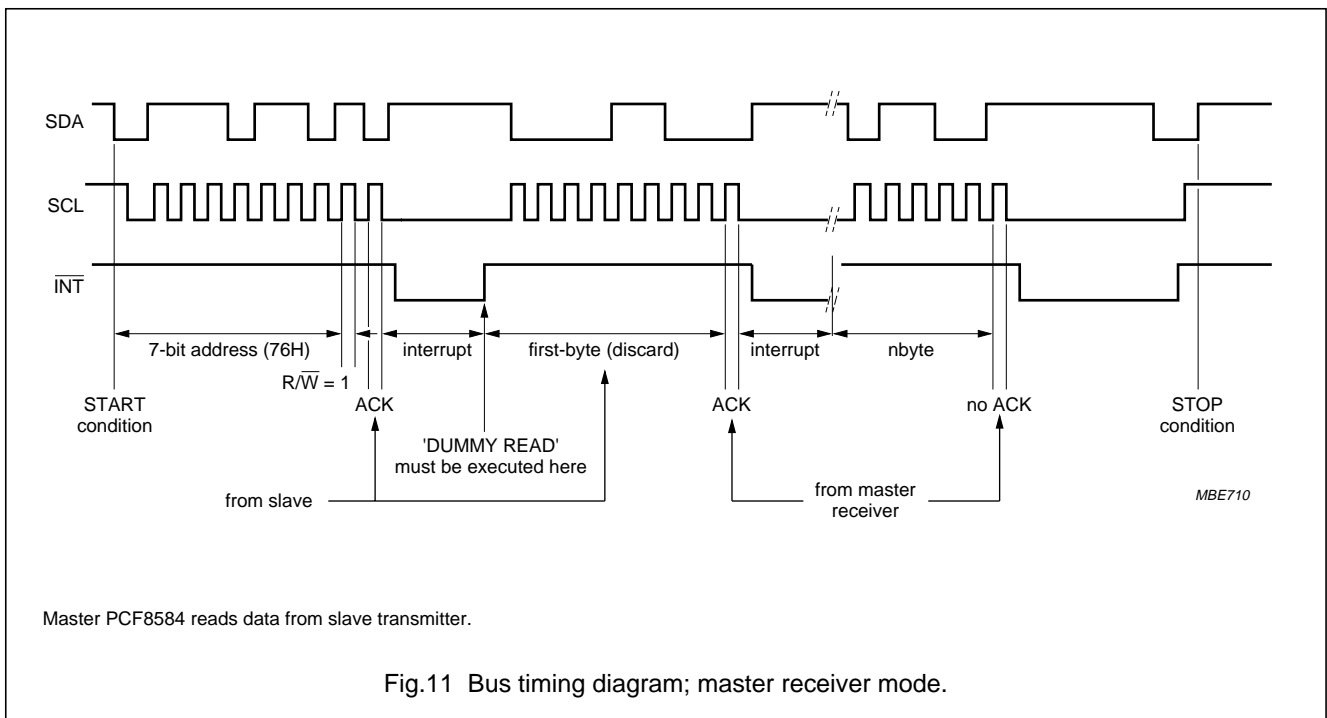 SDA
SCL
INT
7-bit address (76H)
interrupt
first-byte (discard)
interrupt
nbyte
R/W = 1
START
condition
ACK
ACK
no ACK
STOP
condition
'DUMMY READ'
must be executed here
from slave
from master
receiver
MBE710
Master PCF8584 reads data from slave transmitter.
Fig.11 Bus timing diagram; master receiver mode.